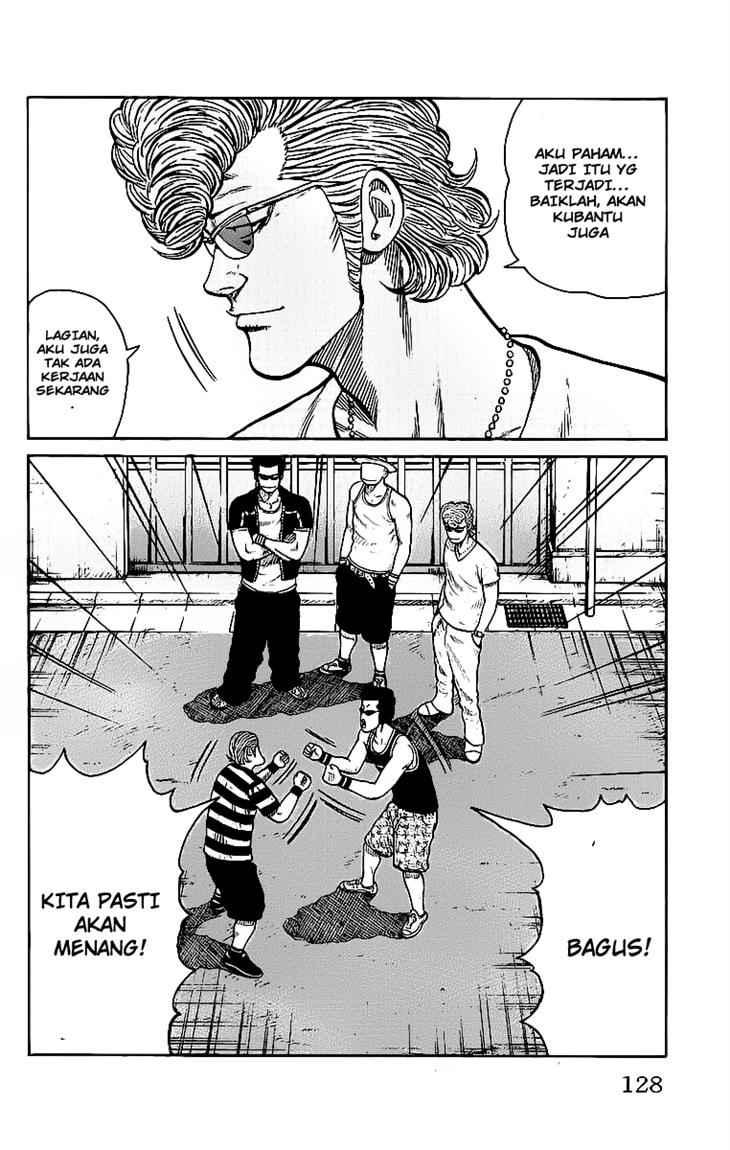 AKU PAHAM...
JADI ITU YG
TERJADI...
BAIKLAH, AKAN
KUBANTU
JUGA
LAGIAN,
AKU JUGA
TAK ADA
KERJAAN
SEKARANG
BAGUS!
KITA PASTI
AKAN
MENANG!
128